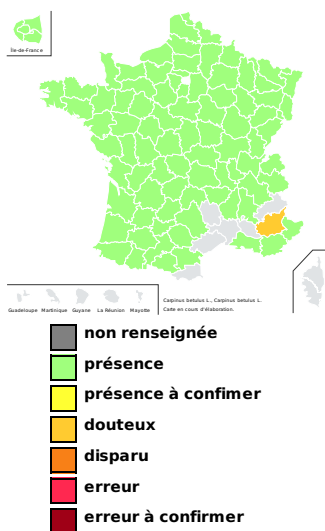 Île-de-France
Guadeloupe Martinique Guyane La Réunion Mayotte
Carpinus betulus L., Carpinus betulus L.
Carte en cours d'élaboration.
non renseignée
présence
présence à confimer
douteux
disparu
erreur
erreur à confirmer